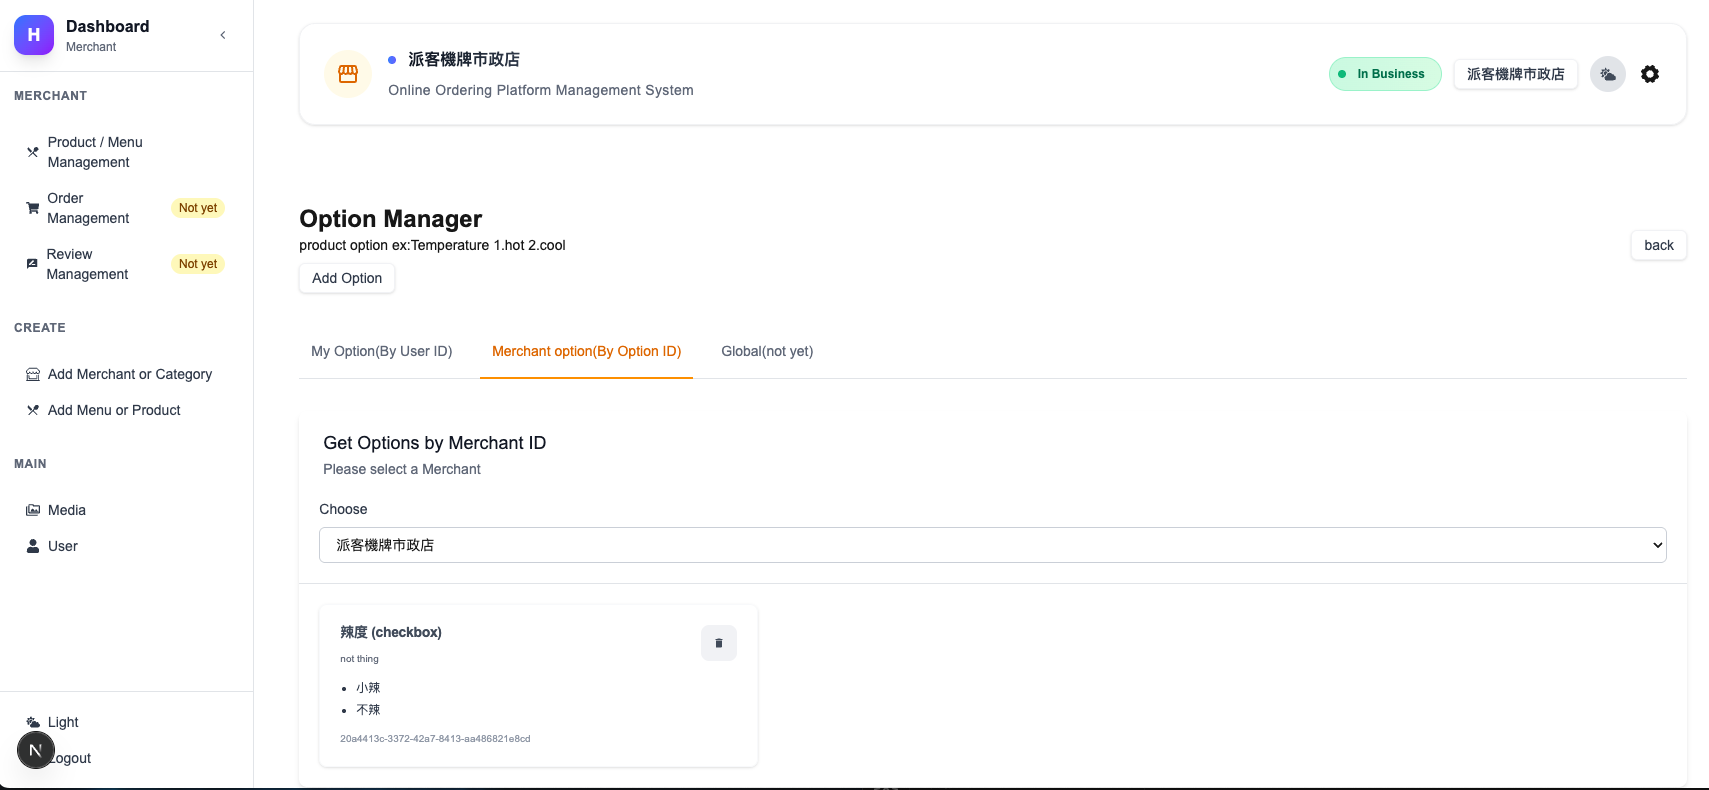 H
Dashboard
Merchant
MERCHANT
Product / Menu
Management
Order
Management
Not yet
Review
Management
Not yet
CREATE
Add Merchant or Category
Add Menu or Product
MAIN
Media
User
Light
Logout
N
派客機牌市政店
Online Ordering Platform Management System
In Business
派客機牌市政店
Option Manager
product option ex:Temperature 1.hot 2.cool
back
Add Option
My Option(By User ID)
Merchant option(By Option ID)
Global(not yet)
Get Options by Merchant ID
Please select a Merchant
Choose
派客機牌市政店
辣度 (checkbox)
not thing
小辣
不辣
20a4413c-3372-42a7-8413-aa486821e8cd